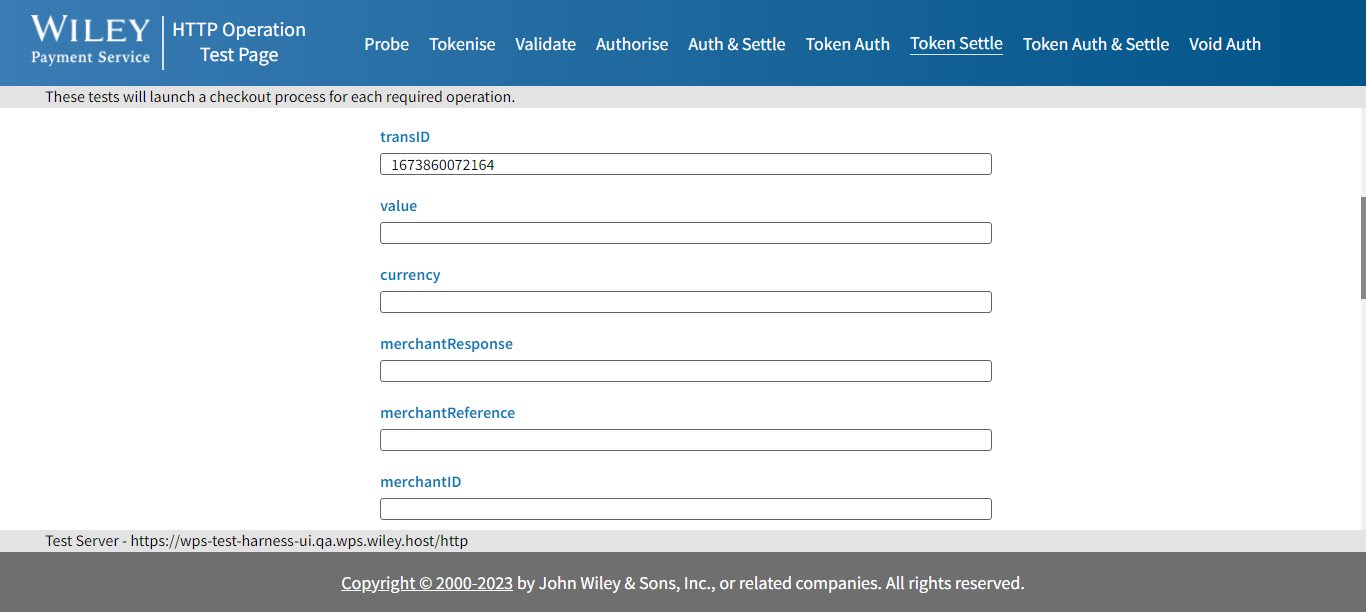 WILEY
Payment Service
HTTP Operation
Test Page
Probe Tokenise Validate Authorise Auth & Settle Token Auth Token Settle Token Auth & Settle Void Auth
These tests will launch a checkout process for each required operation.
transID
1673860072164
value
currency
merchantResponse
merchantReference
merchantID
Test Server - https://wps-test-harness-ui.qa.wps.wiley.host/http
Copyright © 2000-2023 by John Wiley & Sons, Inc., or related companies. All rights reserved.